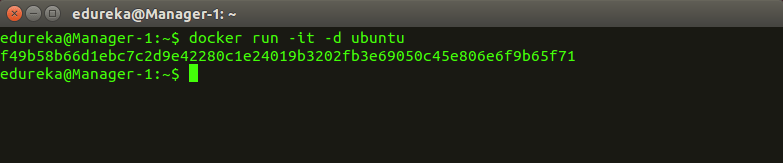 edureka@Manager-1: ~
edureka@Manager-1:~$ docker run -it -d ubuntu
f49b58b66d1ebc7c2d9e42280c1e24019b3202fb3e69050c45e806e6f9b65f71
edureka@Manager-1:~$